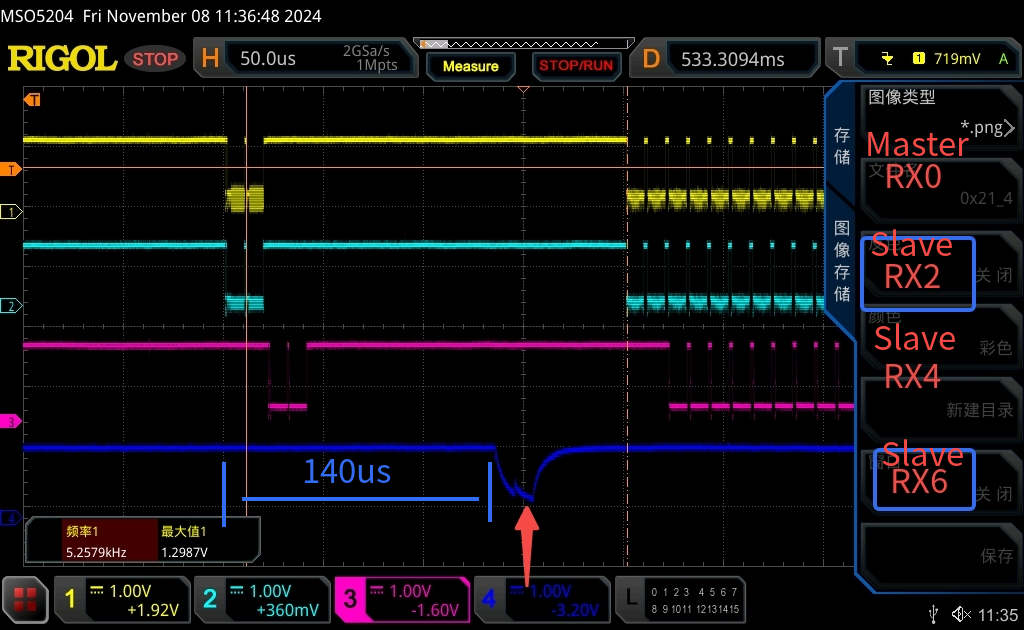 MSO5204 Fri November 08 11:36:48 2024
RIGOL STOP H 50.0us 2GSa/s 1Mpts Measure STOP/RUN D 533.3094ms T 1 719mV A
T
图像类型
*.png
存储
Master
RX0
0x21_4
T
1
图像存储
Slave
RX2
关闭
2
颜色
Slave
RX4
彩色
新建目录
3
140us
Slave
RX6
关闭
4
频率1 最大值1
5.2579kHz 1.2987V
保存
1 1.00V +1.92V
2 1.00V +360mV
3 1.00V -1.60V
4 1.00V -3.20V
L 0 1 2 3 4 5 6 7
8 9 10 11 12 13 14 15
11:35